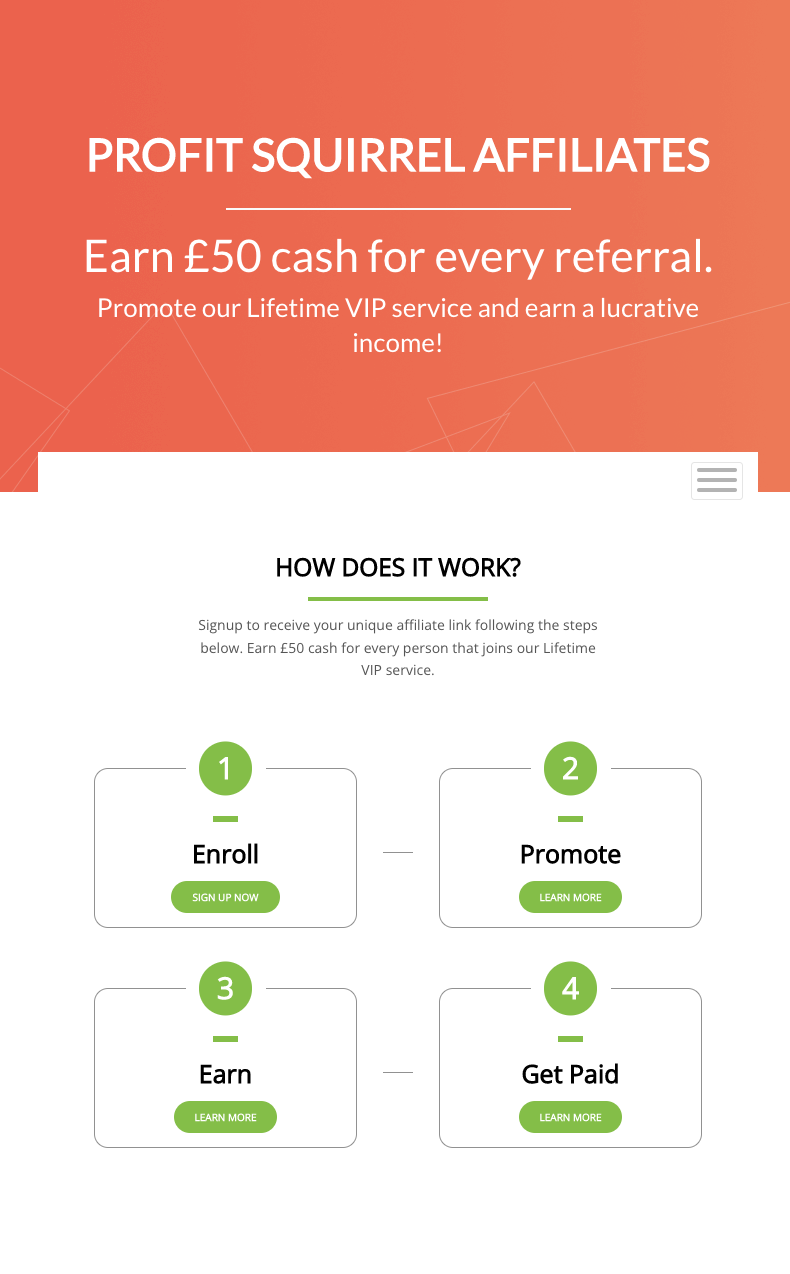 PROFIT SQUIRREL AFFILIATES
Earn £50 cash for every referral.
Promote our Lifetime VIP service and earn a lucrative
income!
HOW DOES IT WORK?
Signup to receive your unique affiliate link following the steps
below. Earn £50 cash for every person that joins our Lifetime
VIP service.
1
Enroll
SIGN UP NOW
2
Promote
LEARN MORE
3
Earn
LEARN MORE
4
Get Paid
LEARN MORE